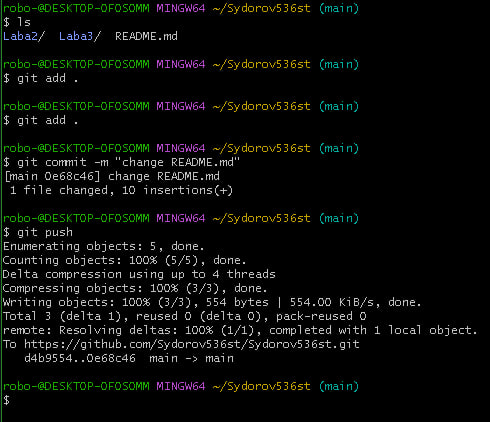 robo-@DESKTOP-OFOSOMM MINGW64 ~/Sydorov536st (main)
$ ls
Laba2/  Laba3/  README.md

robo-@DESKTOP-OFOSOMM MINGW64 ~/Sydorov536st (main)
$ git add .

robo-@DESKTOP-OFOSOMM MINGW64 ~/Sydorov536st (main)
$ git add .

robo-@DESKTOP-OFOSOMM MINGW64 ~/Sydorov536st (main)
$ git commit -m "change README.md"
[main 0e68c46] change README.md
 1 file changed, 10 insertions(+)

robo-@DESKTOP-OFOSOMM MINGW64 ~/Sydorov536st (main)
$ git push
Enumerating objects: 5, done.
Counting objects: 100% (5/5), done.
Delta compression using up to 4 threads
Compressing objects: 100% (3/3), done.
Writing objects: 100% (3/3), 554 bytes | 554.00 KiB/s, done.
Total 3 (delta 1), reused 0 (delta 0), pack-reused 0
remote: Resolving deltas: 100% (1/1), completed with 1 local object.
To https://github.com/Sydorov536st/Sydorov536st.git
   d4b9554..0e68c46  main -> main

robo-@DESKTOP-OFOSOMM MINGW64 ~/Sydorov536st (main)
$